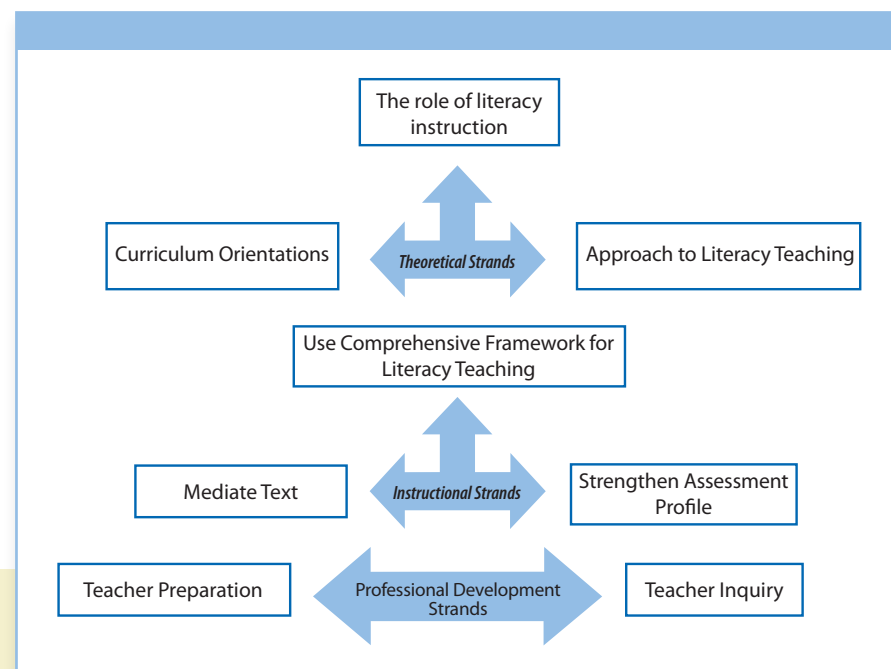 The role of literacy
instruction
Curriculum Orientations
Theoretical Strands
Approach to Literacy Teaching
Use Comprehensive Framework for
Literacy Teaching
Mediate Text
Instructional Strands
Strengthen Assessment
Profile
Teacher Preparation
Professional Development
Strands
Teacher Inquiry